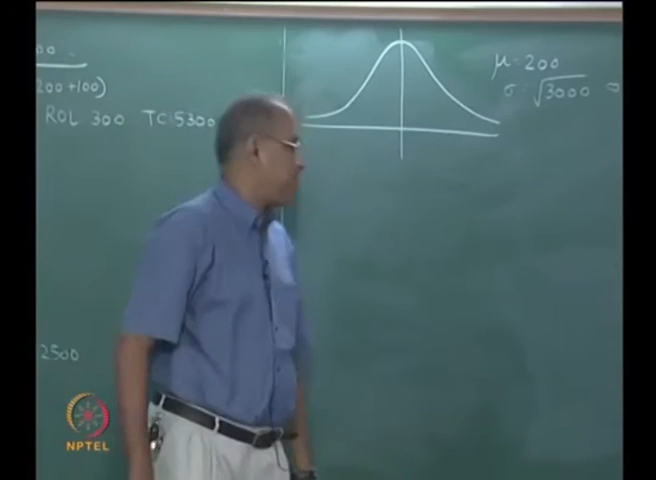 00
200 +100)
ROL 300 TC:5300
2500
μ = 200
σ = √3000
NPTEL